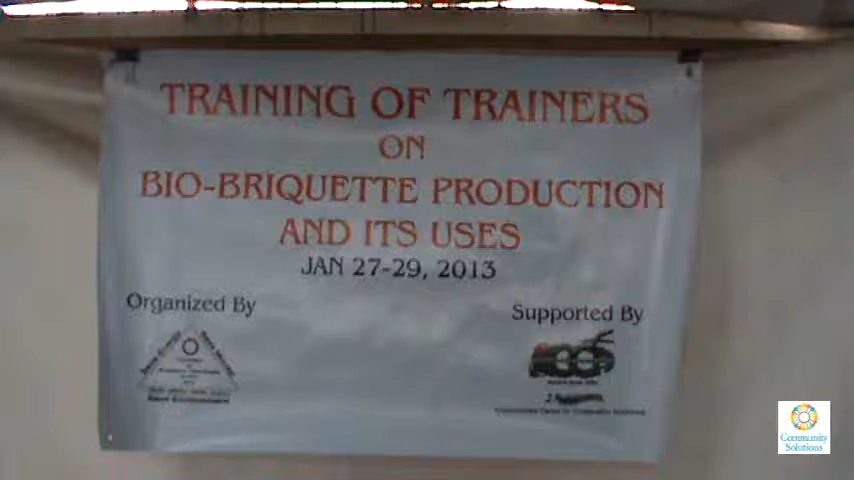 TRAINING OF TRAINERS
ON
BIO-BRIQUETTE PRODUCTION
AND ITS USES
JAN 27-29, 2013
Organized By
Supported By
Community
Solutions